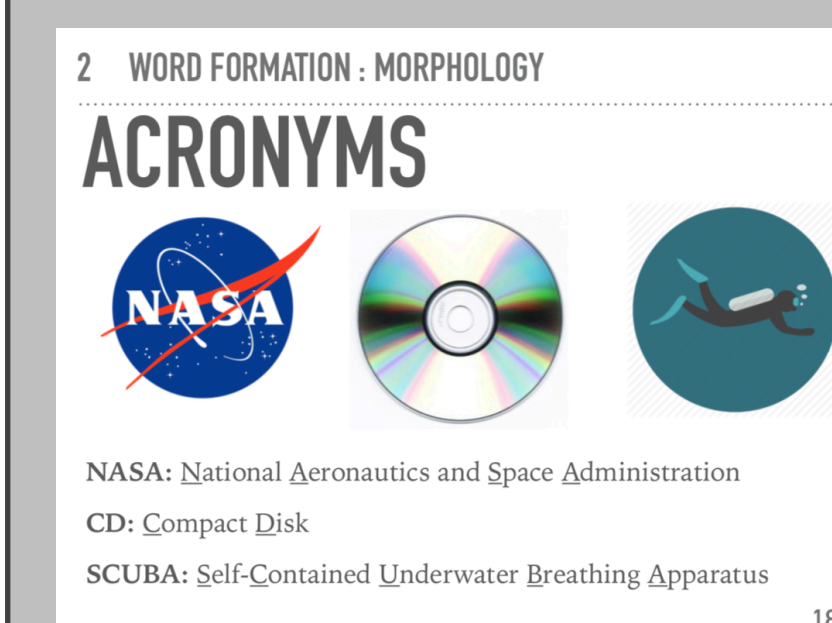 2 WORD FORMATION : MORPHOLOGY
ACRONYMS
NASA
NASA: National Aeronautics and Space Administration
CD: Compact Disk
SCUBA: Self-Contained Underwater Breathing Apparatus
18